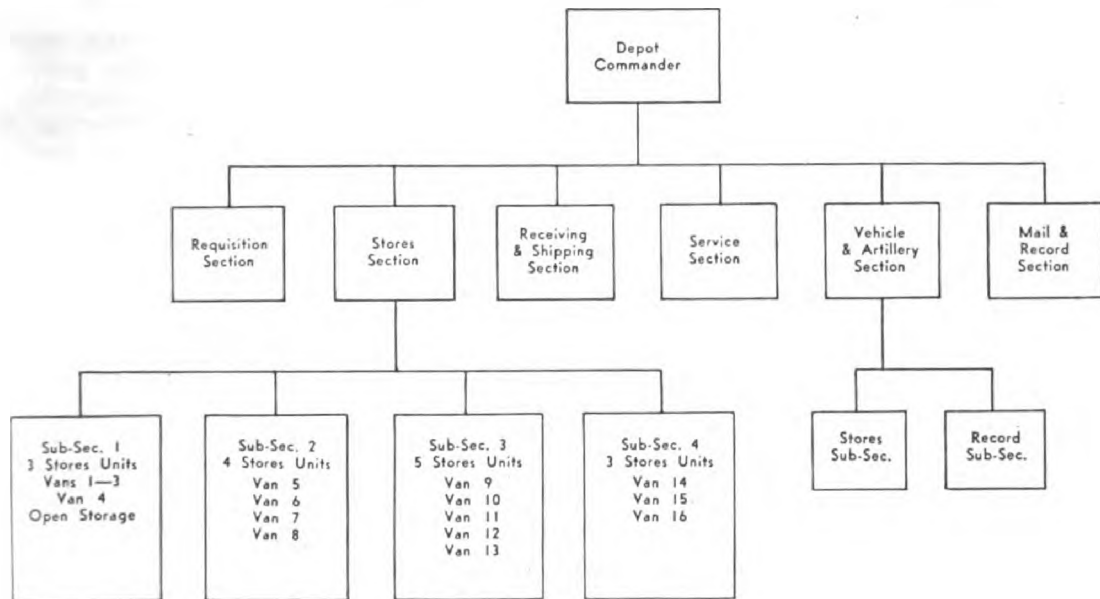 Depot
Commander
Requisition
Section
Stores
Section
Receiving
& Shipping
Section
Service
Section
Vehicle
& Artillery
Section
Mail &
Record
Section
Sub-Sec. 1
3 Stores Units
Vans 1—3
Van 4
Open Storage
Sub-Sec. 2
4 Stores Units
Van 5
Van 6
Van 7
Van 8
Sub-Sec. 3
5 Stores Units
Van 9
Van 10
Van 11
Van 12
Van 13
Sub-Sec. 4
3 Stores Units
Van 14
Van 15
Van 16
Stores
Sub-Sec.
Record
Sub-Sec.